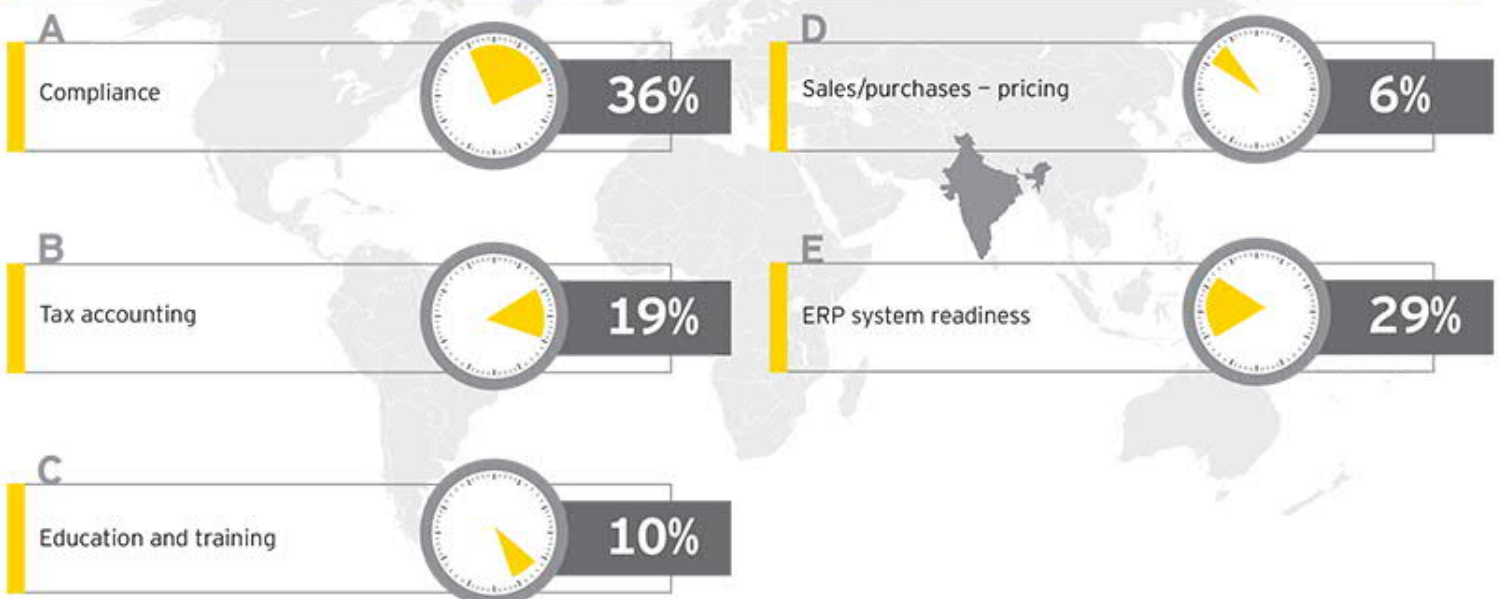 A
Compliance
36%
B
Tax accounting
19%
C
Education and training
10%
D
Sales/purchases – pricing
6%
E
ERP system readiness
29%